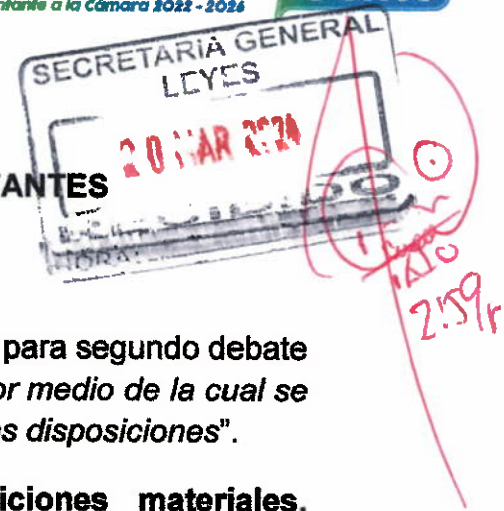 ntante a la Cámara 2022 - 2026
SECRETARÍA GENERAL
LEYES
20 MAR 2024
ANTES
2:59
para segundo debate
or medio de la cual se
s disposiciones".
iciones materiales.